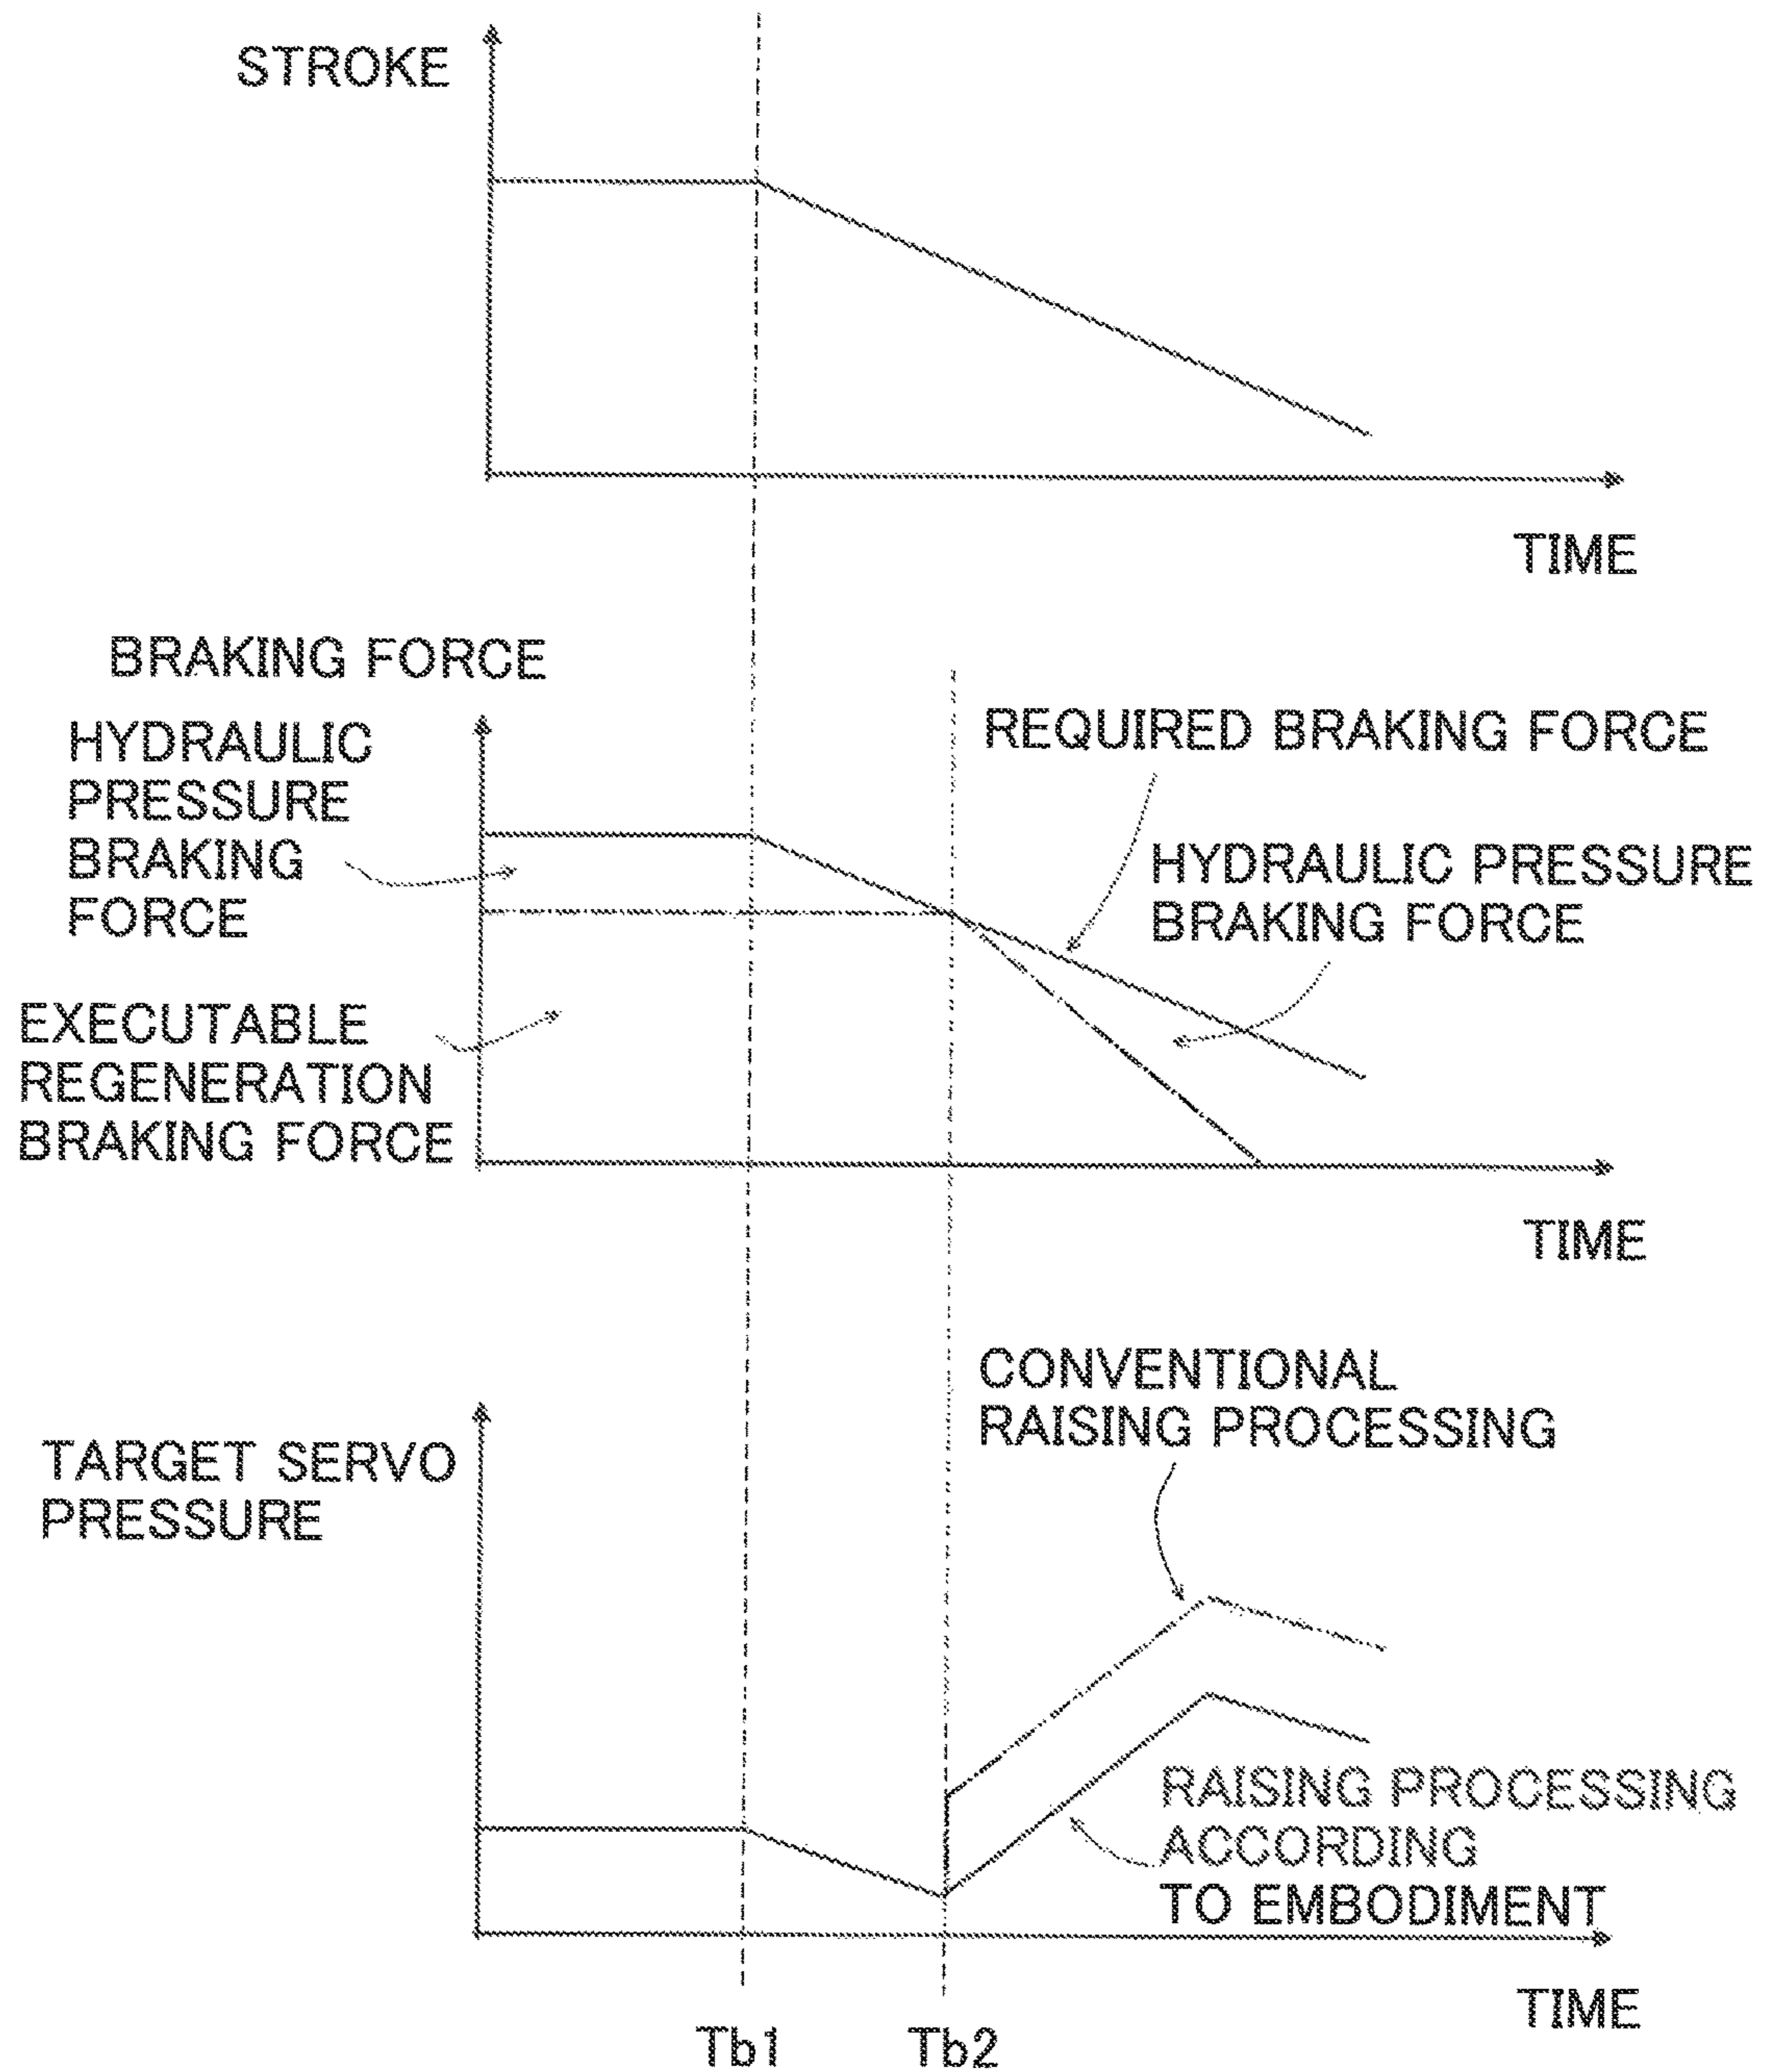 STROKE
TIME
BRAKING FORCE
HYDRAULIC
PRESSURE
BRAKING
FORCE
EXECUTABLE
REGENERATION
BRAKING FORCE
REQUIRED BRAKING FORCE
HYDRAULIC PRESSURE
BRAKING FORCE
TIME
TARGET SERVO
PRESSURE
CONVENTIONAL
RAISING PROCESSING
RAISING PROCESSING
ACCORDING
TO EMBODIMENT
TIME
Tb1
Tb2